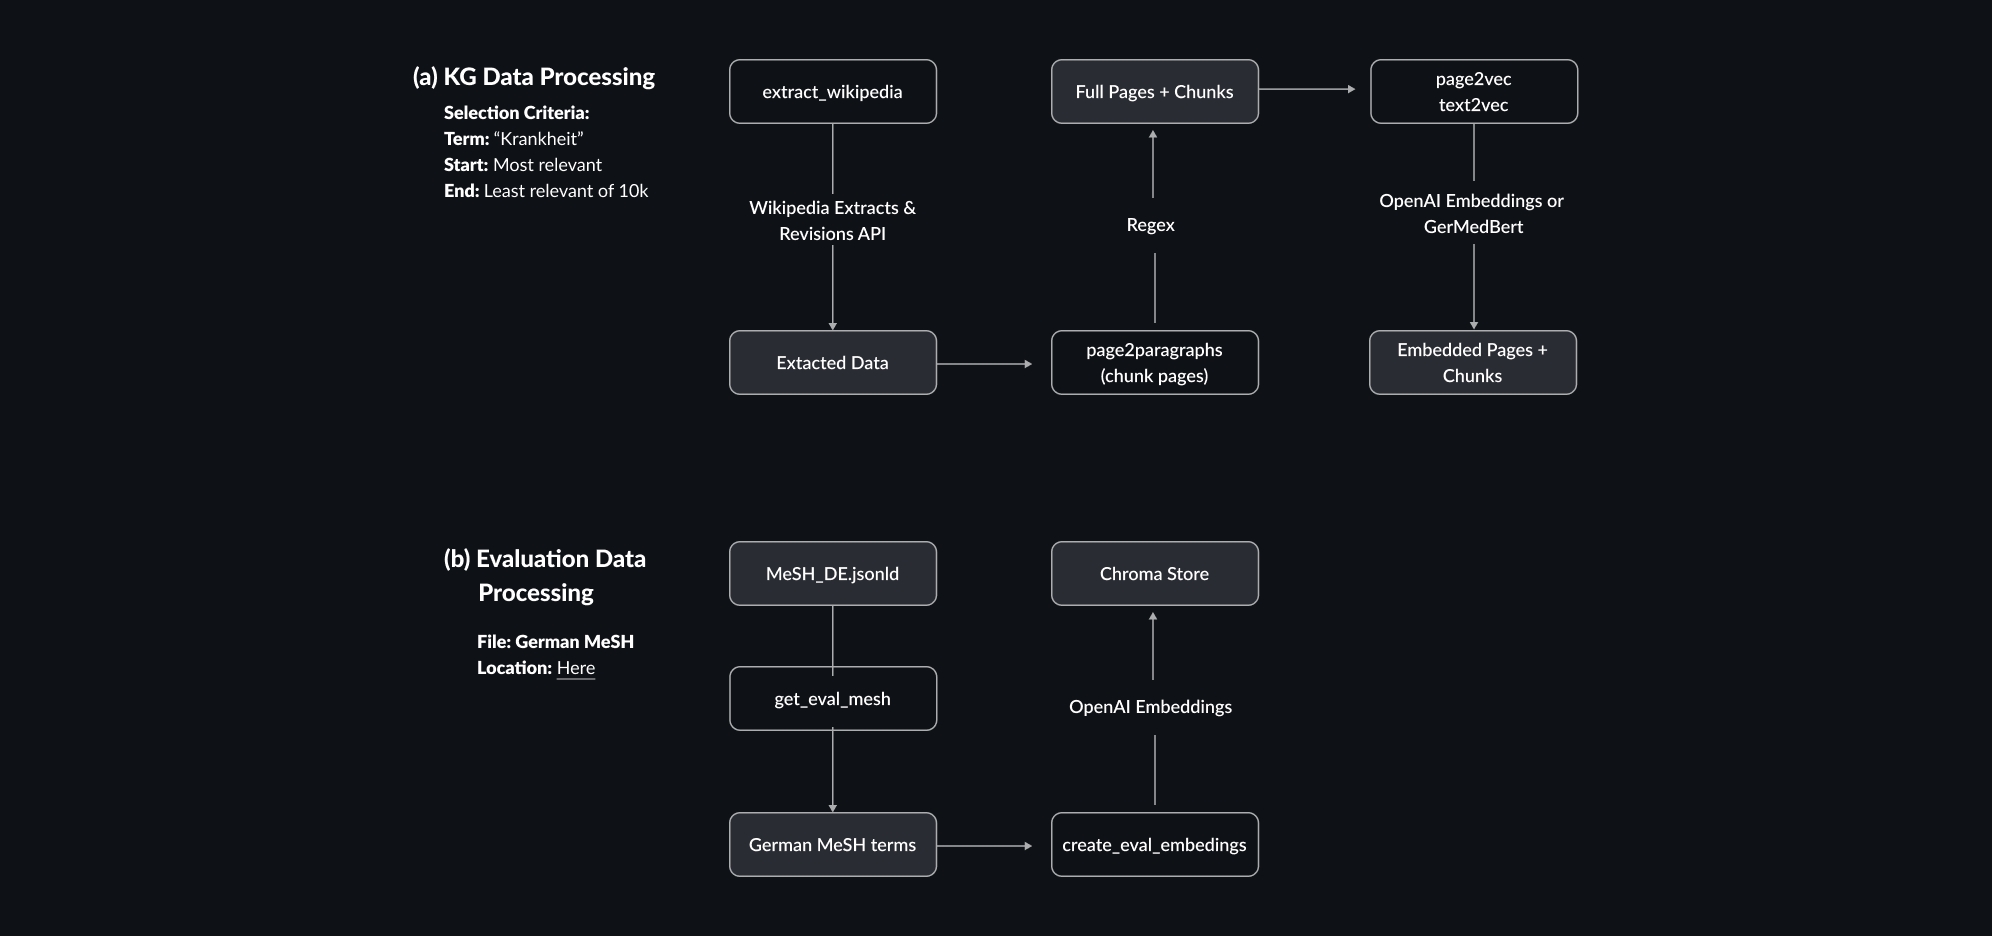 (a) KG Data Processing
Selection Criteria:
Term: “Krankheit”
Start: Most relevant
End: Least relevant of 10k
extract_wikipedia
Wikipedia Extracts &
Revisions API
Extacted Data
page2paragraphs
(chunk pages)
Regex
Full Pages + Chunks
page2vec
text2vec
OpenAI Embeddings or
GerMedBert
Embedded Pages +
Chunks
(b) Evaluation Data
Processing
File: German MeSH
Location: Here
MeSH_DE.jsonld
get_eval_mesh
German MeSH terms
create_eval_embedings
OpenAI Embeddings
Chroma Store